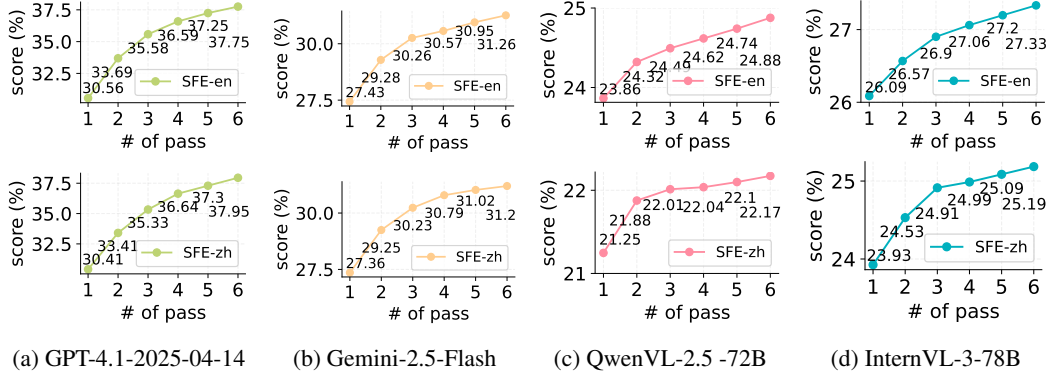 score (%)
37.5
35.0
32.5
30.56
33.69
35.58
36.59
37.25
37.75
SFE-en
1 2 3 4 5 6
# of pass
score (%)
30.0
27.5
27.43
29.28
30.26
30.57
30.95
31.26
SFE-en
1 2 3 4 5 6
# of pass
score (%)
25
24
23.86
24.32
24.49
24.62
24.74
24.88
SFE-en
1 2 3 4 5 6
# of pass
score (%)
27
26
26.09
26.57
26.9
27.06
27.2
27.33
SFE-en
1 2 3 4 5 6
# of pass
score (%)
37.5
35.0
32.5
30.41
33.41
35.33
36.64
37.3
37.95
SFE-zh
1 2 3 4 5 6
# of pass
score (%)
30.0
27.5
27.36
29.25
30.23
30.79
31.02
31.2
SFE-zh
1 2 3 4 5 6
# of pass
score (%)
22
21
21.25
21.88
22.01
22.04
22.1
22.17
SFE-zh
1 2 3 4 5 6
# of pass
score (%)
25
24
23.93
24.53
24.91
24.99
25.09
25.19
SFE-zh
1 2 3 4 5 6
# of pass
(a) GPT-4.1-2025-04-14
(b) Gemini-2.5-Flash
(c) QwenVL-2.5 -72B
(d) InternVL-3-78B